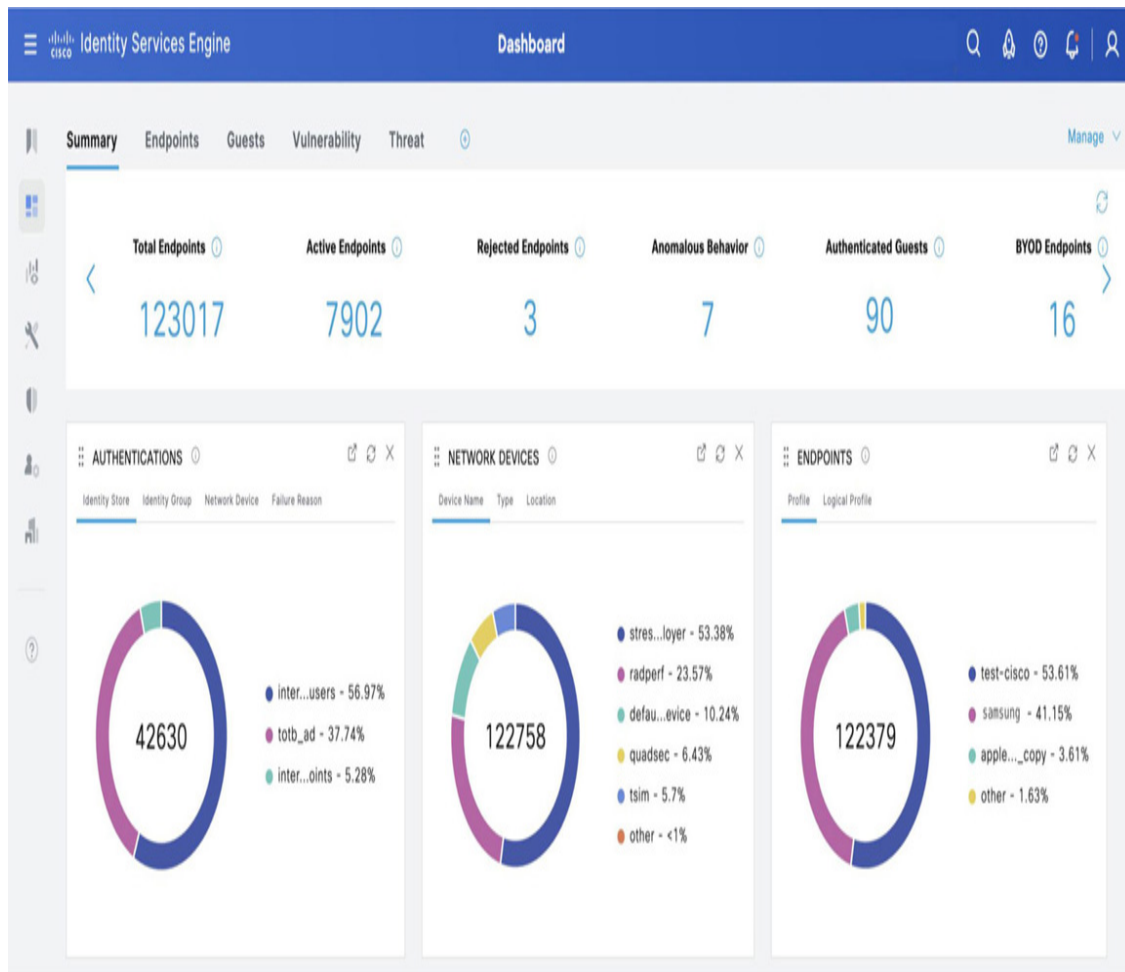 cisco Identity Services Engine Dashboard
Summary Endpoints Guests Vulnerability Threat Manage
Total Endpoints Active Endpoints Rejected Endpoints Anomalous Behavior Authenticated Guests BYOD Endpoints
123017 7902 3 7 90 16
AUTHENTICATIONS
Identity Store Identity Group Network Device Failure Reason
42630
inter...users - 56.97%
totb_ad - 37.74%
inter...oints - 5.28%
NETWORK DEVICES
Device Name Type Location
122758
stres...loyer - 53.38%
radperf - 23.57%
defau...evice - 10.24%
quadsec - 6.43%
tsim - 5.7%
other - <1%
ENDPOINTS
Profile Logical Profile
122379
test-cisco - 53.61%
samsung - 41.15%
apple..._copy - 3.61%
other - 1.63%